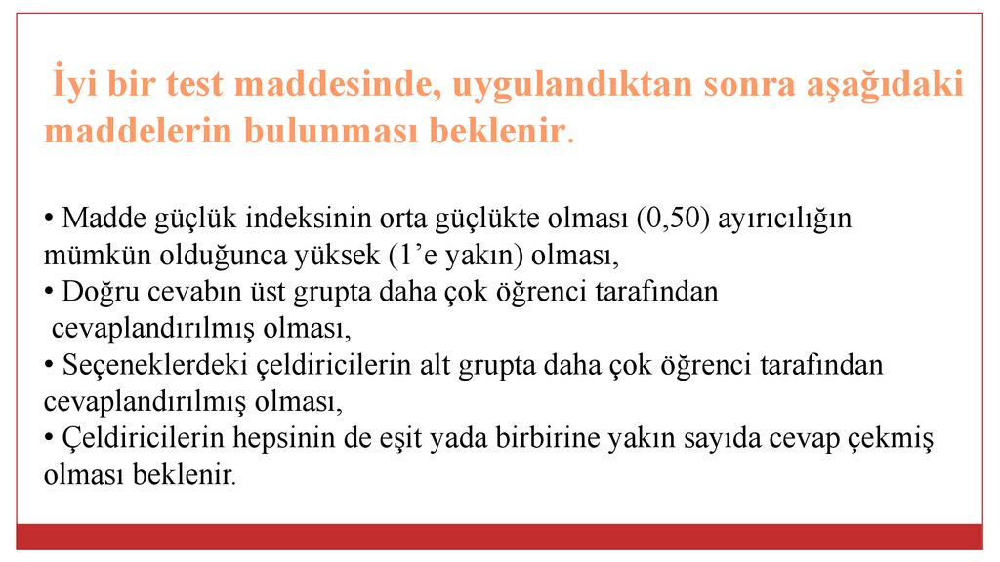 İyi bir test maddesinde, uygulandıktan sonra aşağıdaki
maddelerin bulunması beklenir.
• Madde güçlük indeksinin orta güçlükte olması (0,50) ayırıcılığın
mümkün olduğunca yüksek (1’e yakın) olması,
• Doğru cevabın üst grupta daha çok öğrenci tarafından
cevaplandırılmış olması,
• Seçeneklerdeki çeldiricilerin alt grupta daha çok öğrenci tarafından
cevaplandırılmış olması,
• Çeldiricilerin hepsinin de eşit yada birbirine yakın sayıda cevap çekmiş
olması beklenir.